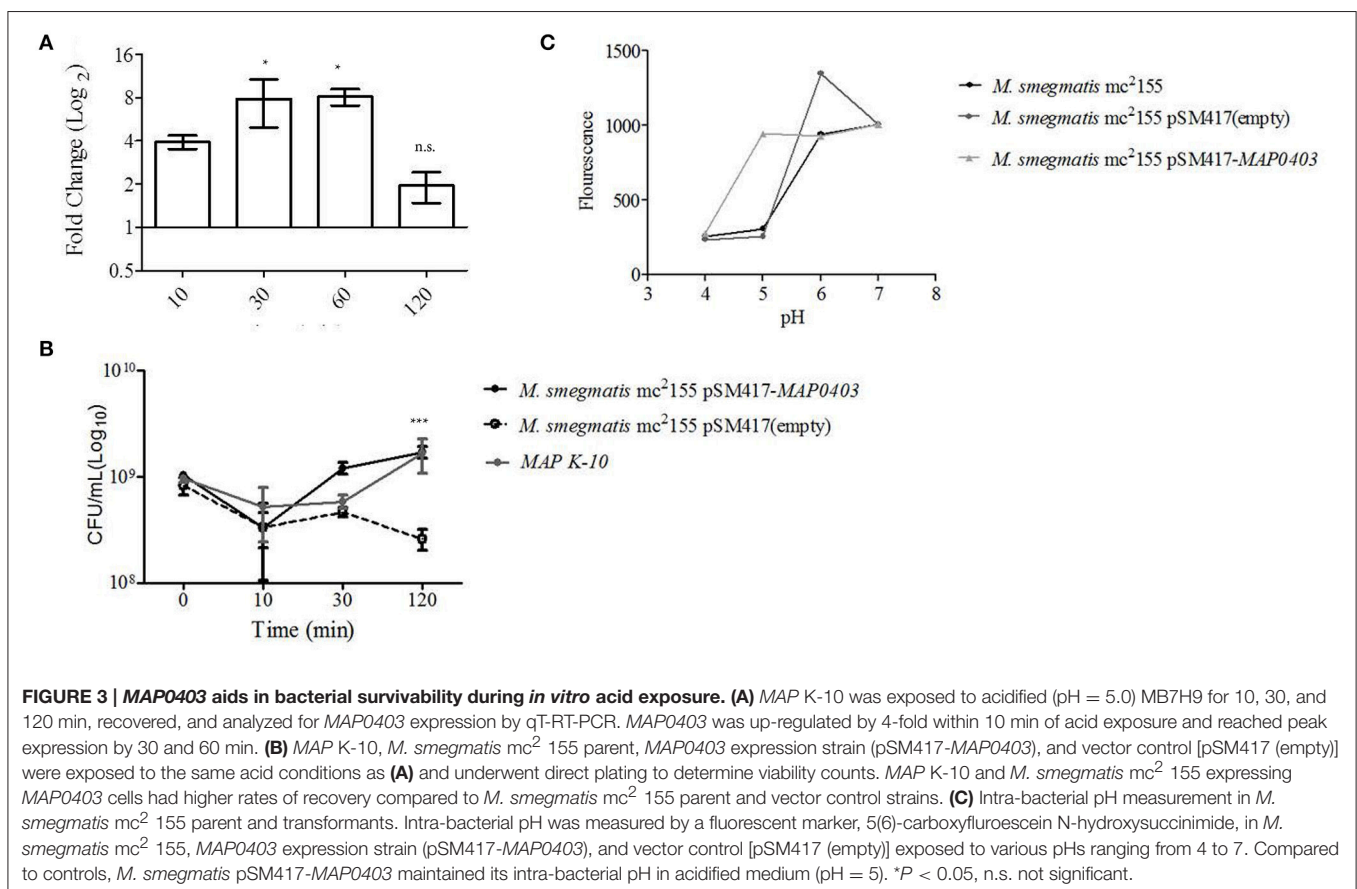 A
Fold Change (Log 2)
16
8
4
2
1
0.5
*
*
n.s.
10
30
60
120
C
Flourescence
1500
1000
500
0
3
4
5
6
7
8
pH
M. smegmatis mc²155
M. smegmatis mc²155 pSM417(empty)
M. smegmatis mc²155 pSM417-MAP0403
B
CFU/mL(Log₁₀)
10¹⁰
10⁹
10⁸
***
0
10
30
120
Time (min)
M. smegmatis mc²155 pSM417-MAP0403
M. smegmatis mc²155 pSM417(empty)
MAP K-10
FIGURE 3 | MAP0403 aids in bacterial survivability during in vitro acid exposure. (A) MAP K-10 was exposed to acidified (pH = 5.0) MB7H9 for 10, 30, and
120 min, recovered, and analyzed for MAP0403 expression by qT-RT-PCR. MAP0403 was up-regulated by 4-fold within 10 min of acid exposure and reached peak
expression by 30 and 60 min. (B) MAP K-10, M. smegmatis mc² 155 parent, MAP0403 expression strain (pSM417-MAP0403), and vector control [pSM417 (empty)]
were exposed to the same acid conditions as (A) and underwent direct plating to determine viability counts. MAP K-10 and M. smegmatis mc² 155 expressing
MAP0403 cells had higher rates of recovery compared to M. smegmatis mc² 155 parent and vector control strains. (C) Intra-bacterial pH measurement in M.
smegmatis mc² 155 parent and transformants. Intra-bacterial pH was measured by a fluorescent marker, 5(6)-carboxyfluroescein N-hydroxysuccinimide, in M.
smegmatis mc² 155, MAP0403 expression strain (pSM417-MAP0403), and vector control [pSM417 (empty)] exposed to various pHs ranging from 4 to 7. Compared
to controls, M. smegmatis pSM417-MAP0403 maintained its intra-bacterial pH in acidified medium (pH = 5). *P < 0.05, n.s. not significant.